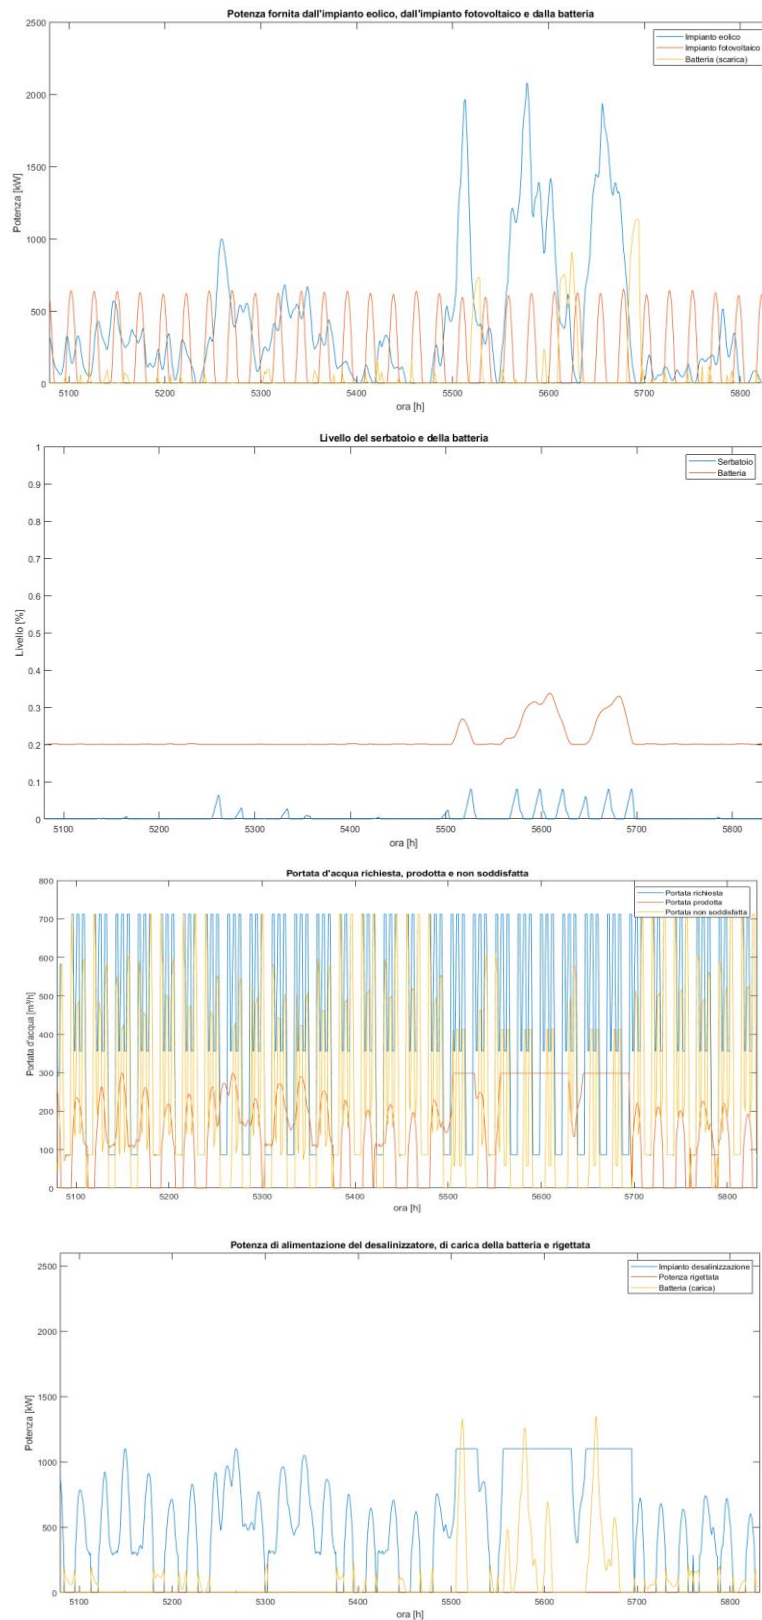 Potenza fornita dall'impianto eolico, dall'impianto fotovoltaico e dalla batteria
Impianto eolico
Impianto fotovoltaico
Batteria (scarica)
Potenza [kW]
2500
2000
1500
1000
500
0
5100 5200 5300 5400 5500 5600 5700 5800
ora [h]
Livello del serbatoio e della batteria
Serbatoio
Batteria
Livello [%]
1
0.9
0.8
0.7
0.6
0.5
0.4
0.3
0.2
0.1
0
5100 5200 5300 5400 5500 5600 5700 5800
ora [h]
Portata d'acqua richiesta, prodotta e non soddisfatta
Portata richiesta
Portata prodotta
Portata non soddisfatta
Portata d'acqua [m³/h]
800
700
600
500
400
300
200
100
0
5100 5200 5300 5400 5500 5600 5700 5800
ora [h]
Potenza di alimentazione del desalinizzatore, di carica della batteria e rigettata
Impianto desalinizzazione
Potenza rigettata
Batteria (carica)
Potenza [kW]
2500
2000
1500
1000
500
0
5100 5200 5300 5400 5500 5600 5700 5800
ora [h]